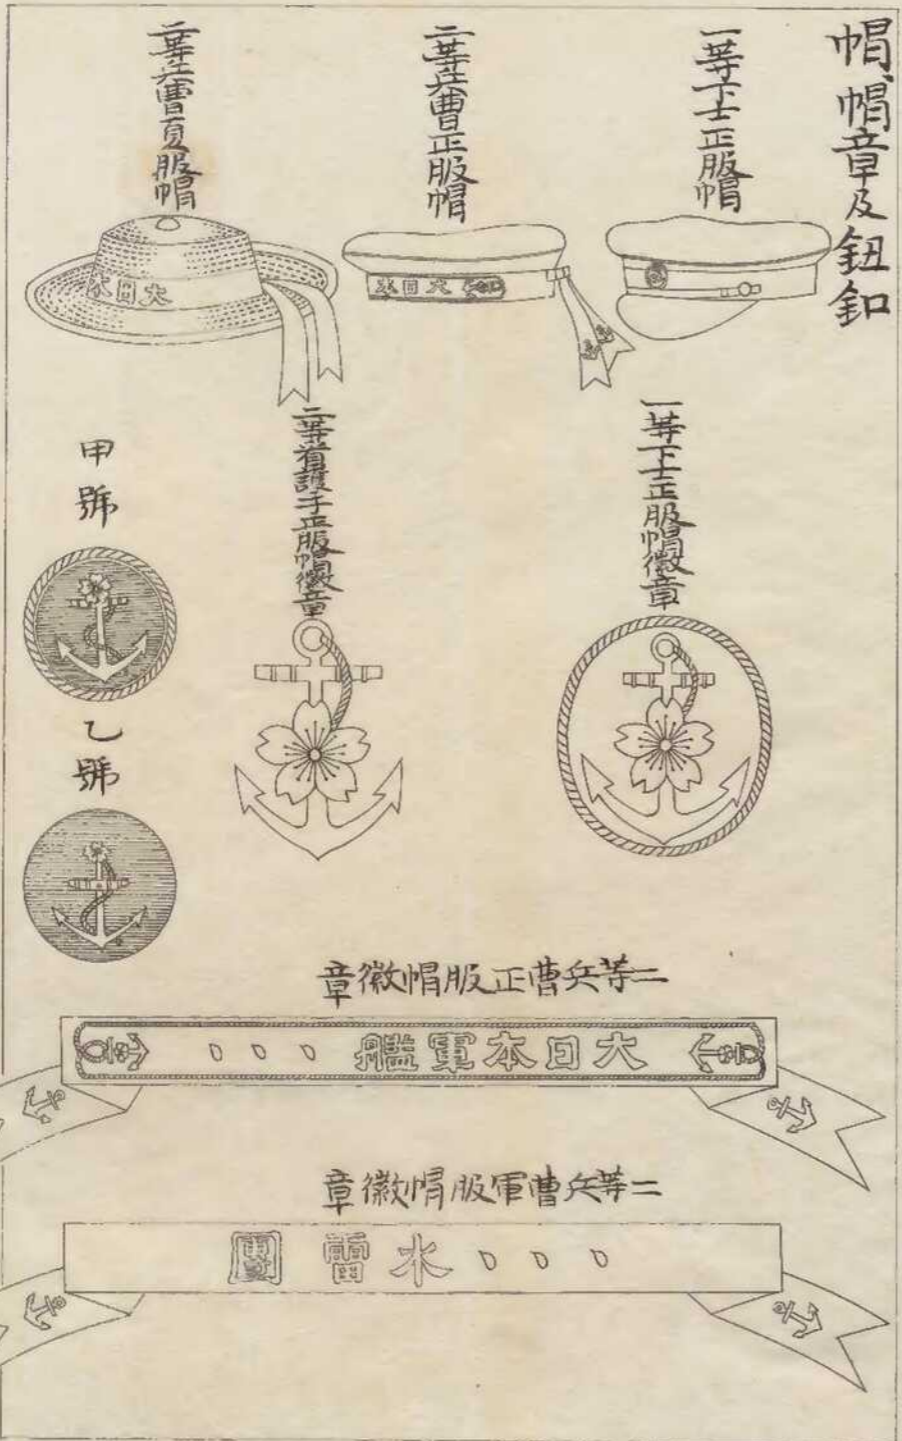 帽、帽章及鈕釦
一等下士正服帽
二等兵曹正服帽
二等兵曹夏服帽
大日本
大日本
一等下士正服帽徽章
二等看護手正服帽徽章
甲號
乙號
二等兵曹正服帽徽章
大日本軍艦、、、
二等兵曹軍服帽徽章
、、、水雷團